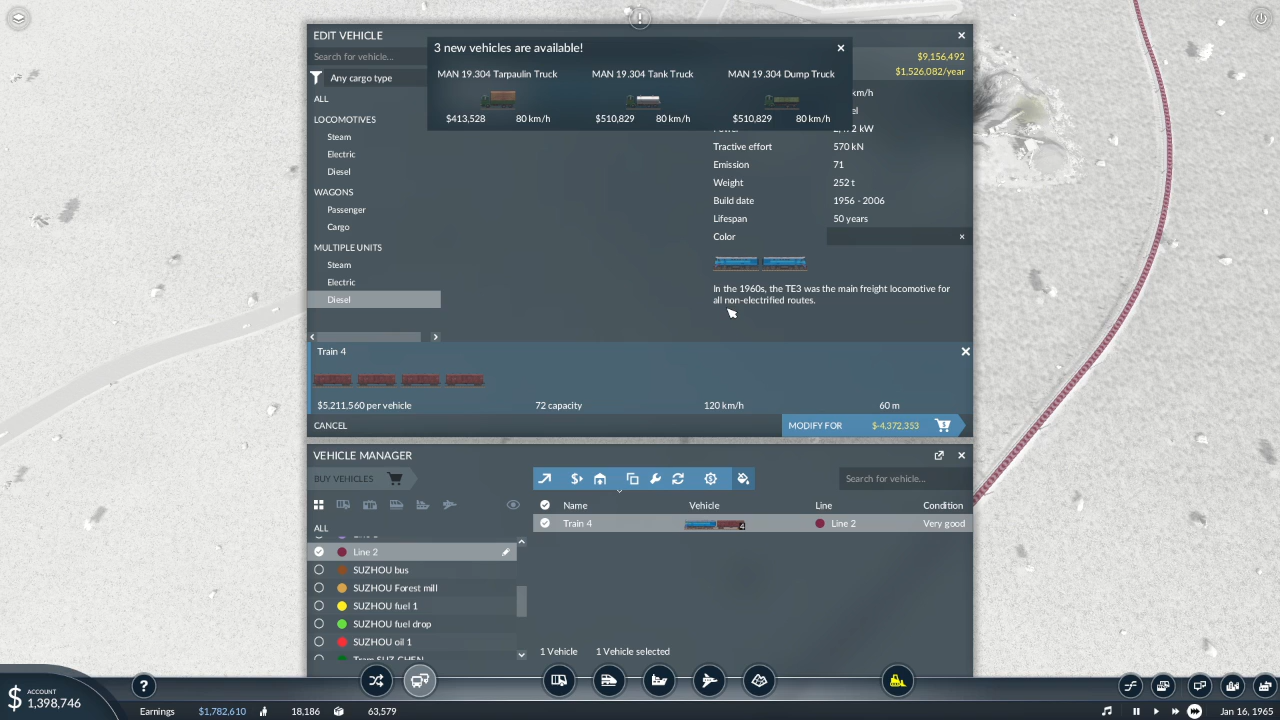 EDIT VEHICLE
Search for vehicle...
Any cargo type
ALL
LOCOMOTIVES
Steam
Electric
Diesel
WAGONS
Passenger
Cargo
MULTIPLE UNITS
Steam
Electric
Diesel
3 new vehicles are available!
MAN 19.304 Tarpaulin Truck
MAN 19.304 Tank Truck
MAN 19.304 Dump Truck
$413,528 80 km/h
$510,829 80 km/h
$510,829 80 km/h
$9,156,492
$1,526,082/year
km/h
kW
Tractive effort 570 kN
Emission 71
Weight 252 t
Build date 1956 - 2006
Lifespan 50 years
Color
In the 1960s, the TE3 was the main freight locomotive for
all non-electrified routes.
Train 4
$5,211,560 per vehicle 72 capacity 120 km/h 60 m
CANCEL
MODIFY FOR $-4,372,353
VEHICLE MANAGER
BUY VEHICLES
Search for vehicle...
ALL
Line 2
SUZHOU bus
SUZHOU Forest mill
SUZHOU fuel 1
SUZHOU fuel drop
SUZHOU oil 1
Name Vehicle Line Condition
Train 4 4 Line 2 Very good
1 Vehicle 1 Vehicle selected
$ ACCOUNT
1,398,746
?
Earnings $1,782,610 18,186 63,579
Jan 16, 1965